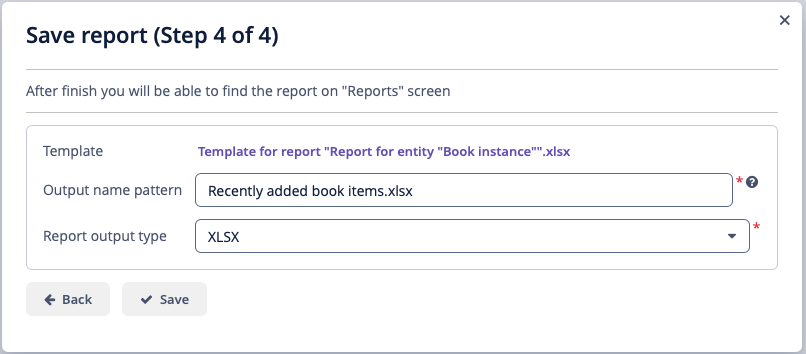 Save report (Step 4 of 4)
After finish you will be able to find the report on "Reports" screen
Template Template for report "Report for entity "Book instance"".xlsx
Output name pattern Recently added book items.xlsx *
Report output type XLSX *
Back Save